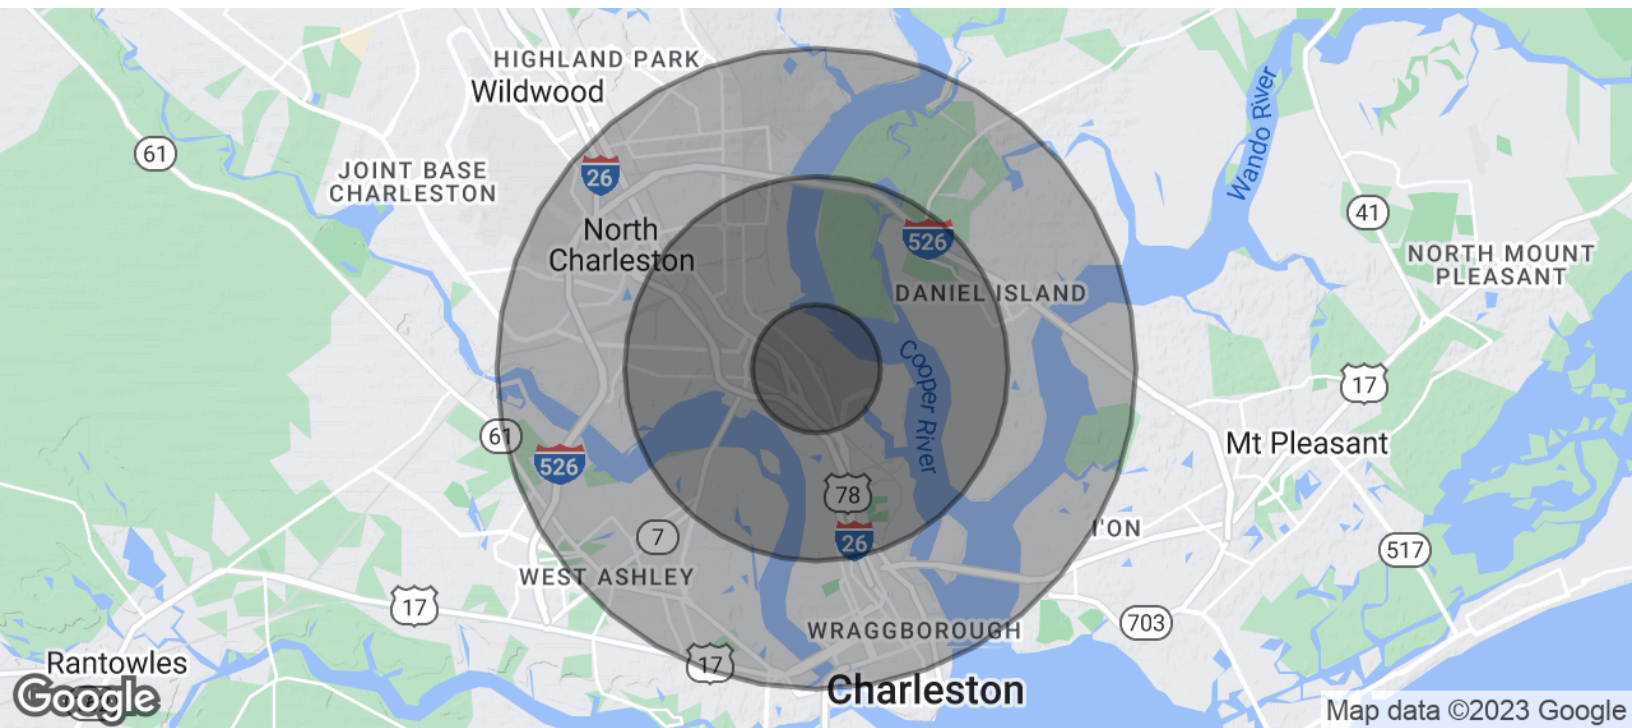 HIGHLAND PARK
Wildwood
Wando River
61
JOINT BASE
CHARLESTON
26
41
North
Charleston
526
NORTH MOUNT
PLEASANT
DANIEL ISLAND
Cooper River
17
61
Mt Pleasant
526
78
7
26
I'ON
517
WEST ASHLEY
17
703
WRAGGBOROUGH
17
Rantowles
Charleston
Google
Map data ©2023 Google